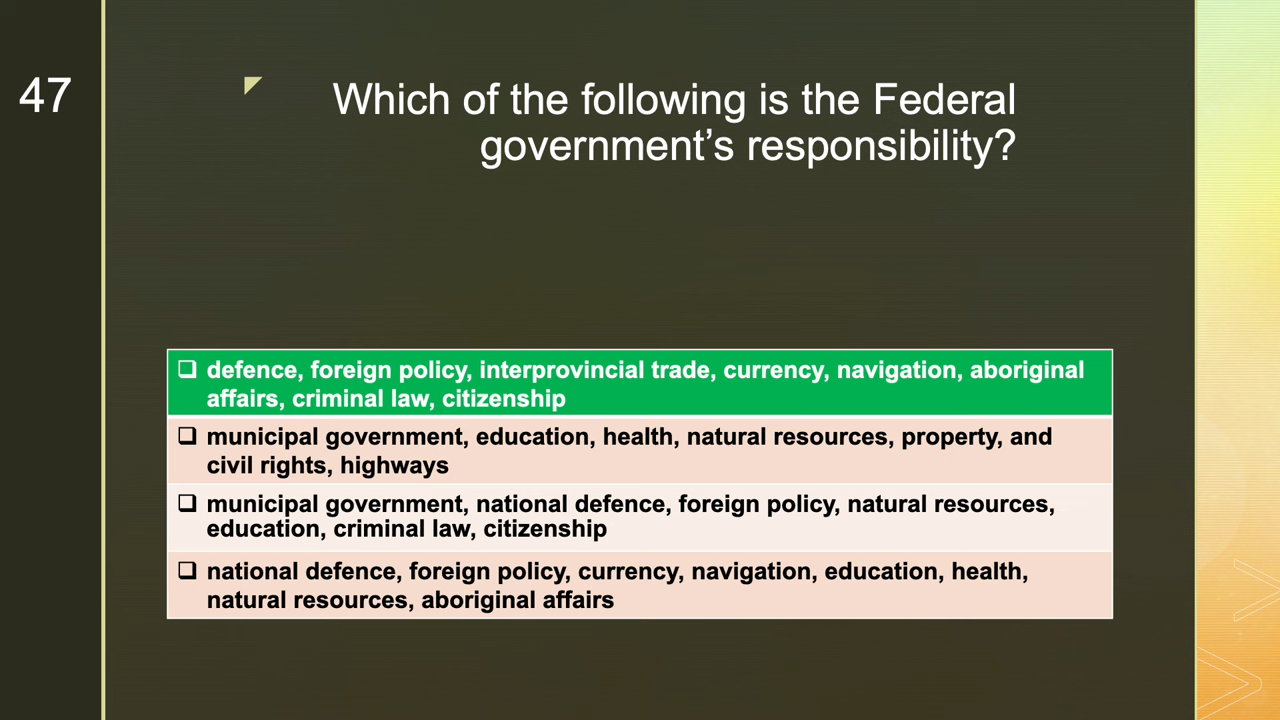 47
Which of the following is the Federal
government’s responsibility?
❑ defence, foreign policy, interprovincial trade, currency, navigation, aboriginal
affairs, criminal law, citizenship
❑ municipal government, education, health, natural resources, property, and
civil rights, highways
❑ municipal government, national defence, foreign policy, natural resources,
education, criminal law, citizenship
❑ national defence, foreign policy, currency, navigation, education, health,
natural resources, aboriginal affairs